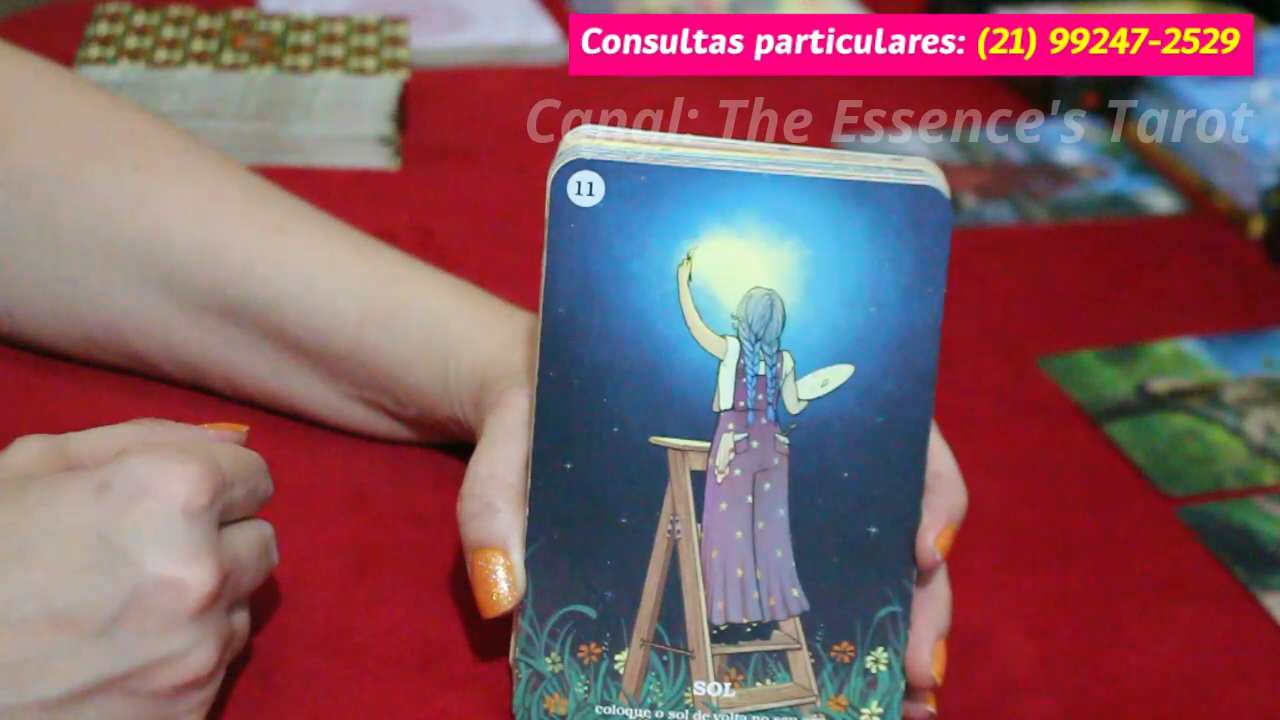 Consultas particulares: (21) 99247-2529
Canal: The Essence's Tarot
11
SOL
coloque o sol de volta no seu